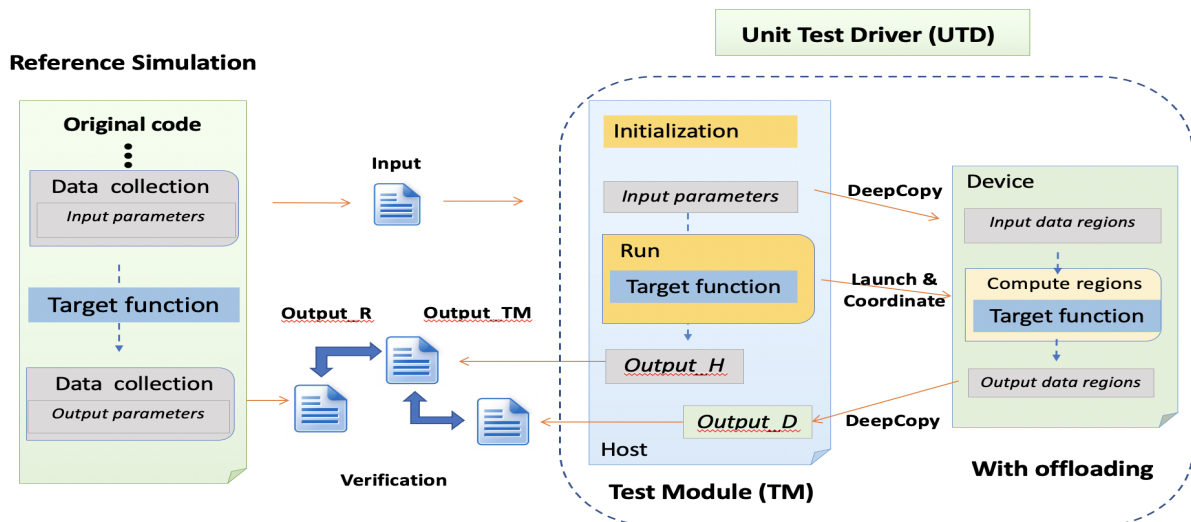 Unit Test Driver (UTD)
Reference Simulation
Original code
Data collection
Input parameters
Target function
Data collection
Output parameters
Input
Output_R
Output_TM
Verification
Initialization
Input parameters
Run
Target function
Output_H
Output_D
Host
Test Module (TM)
DeepCopy
Launch &
Coordinate
DeepCopy
Device
Input data regions
Compute regions
Target function
Output data regions
With offloading